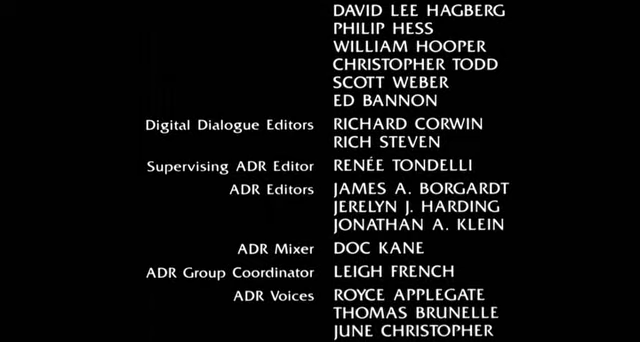 DAVID LEE HAGBERG
PHILIP HESS
WILLIAM HOOPER
CHRISTOPHER TODD
SCOTT WEBER
ED BANNON
Digital Dialogue Editors RICHARD CORWIN
RICH STEVEN
Supervising ADR Editor RENÉE TONDELLI
ADR Editors JAMES A. BORGARDT
JERELYN J. HARDING
JONATHAN A. KLEIN
ADR Mixer DOC KANE
ADR Group Coordinator LEIGH FRENCH
ADR Voices ROYCE APPLEGATE
THOMAS BRUNELLE
JUNE CHRISTOPHER